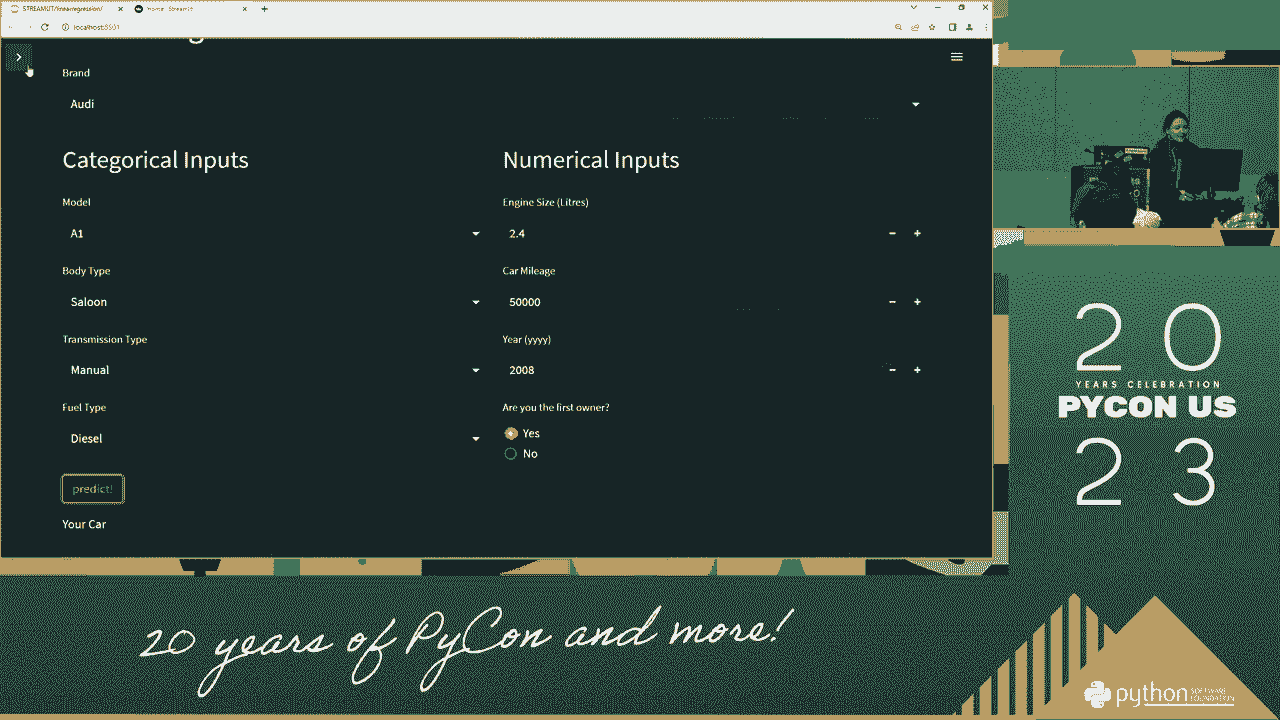 STREAMLIT/linearregression/
Home · Streamlit
localhost:8501
Brand
Audi
Categorical Inputs
Numerical Inputs
Model
Engine Size (Litres)
A1
2.4
Body Type
Car Mileage
Saloon
50000
Transmission Type
Year (yyyy)
Manual
2008
Fuel Type
Are you the first owner?
Diesel
Yes
No
predict!
Your Car
20
YEARS CELEBRATION
PYCON US
23
20 years of PyCon and more!
python
SOFTWARE
FOUNDATION